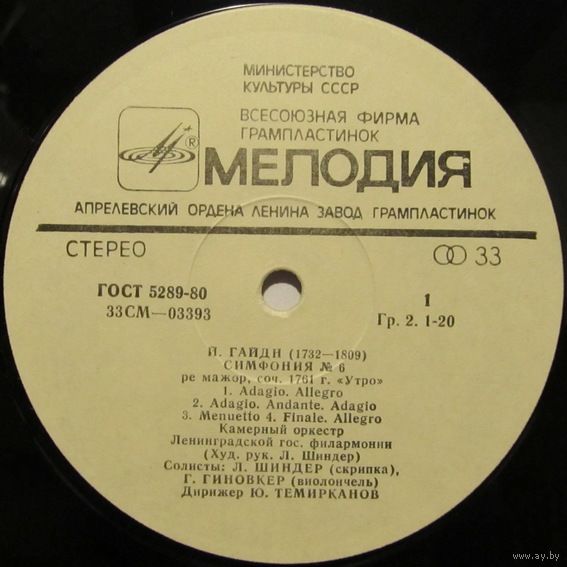 МИНИСТЕРСТВО
КУЛЬТУРЫ СССР
ВСЕСОЮЗНАЯ ФИРМА
ГРАМПЛАСТИНОК
® МЕЛОДИЯ
АПРЕЛЕВСКИЙ ОРДЕНА ЛЕНИНА ЗАВОД ГРАМПЛАСТИНОК
СТЕРЕО 33
ГОСТ 5289-80 1
33СМ—03393 Гр. 2. 1-20
Й. ГАЙДН (1732—1809)
СИМФОНИЯ № 6
ре мажор, соч. 1761 г. «Утро»
1. Adagio. Allegro
2. Adagio. Andante. Adagio
3. Menuetto 4. Finale. Allegro
Камерный оркестр
Ленинградской гос. филармонии
(Худ. рук. Л. Шиндер)
Солисты: Л. ШИНДЕР (скрипка),
Г. ГИНОВКЕР (виолончель)
Дирижер Ю. ТЕМИРКАНОВ
www.ay.by